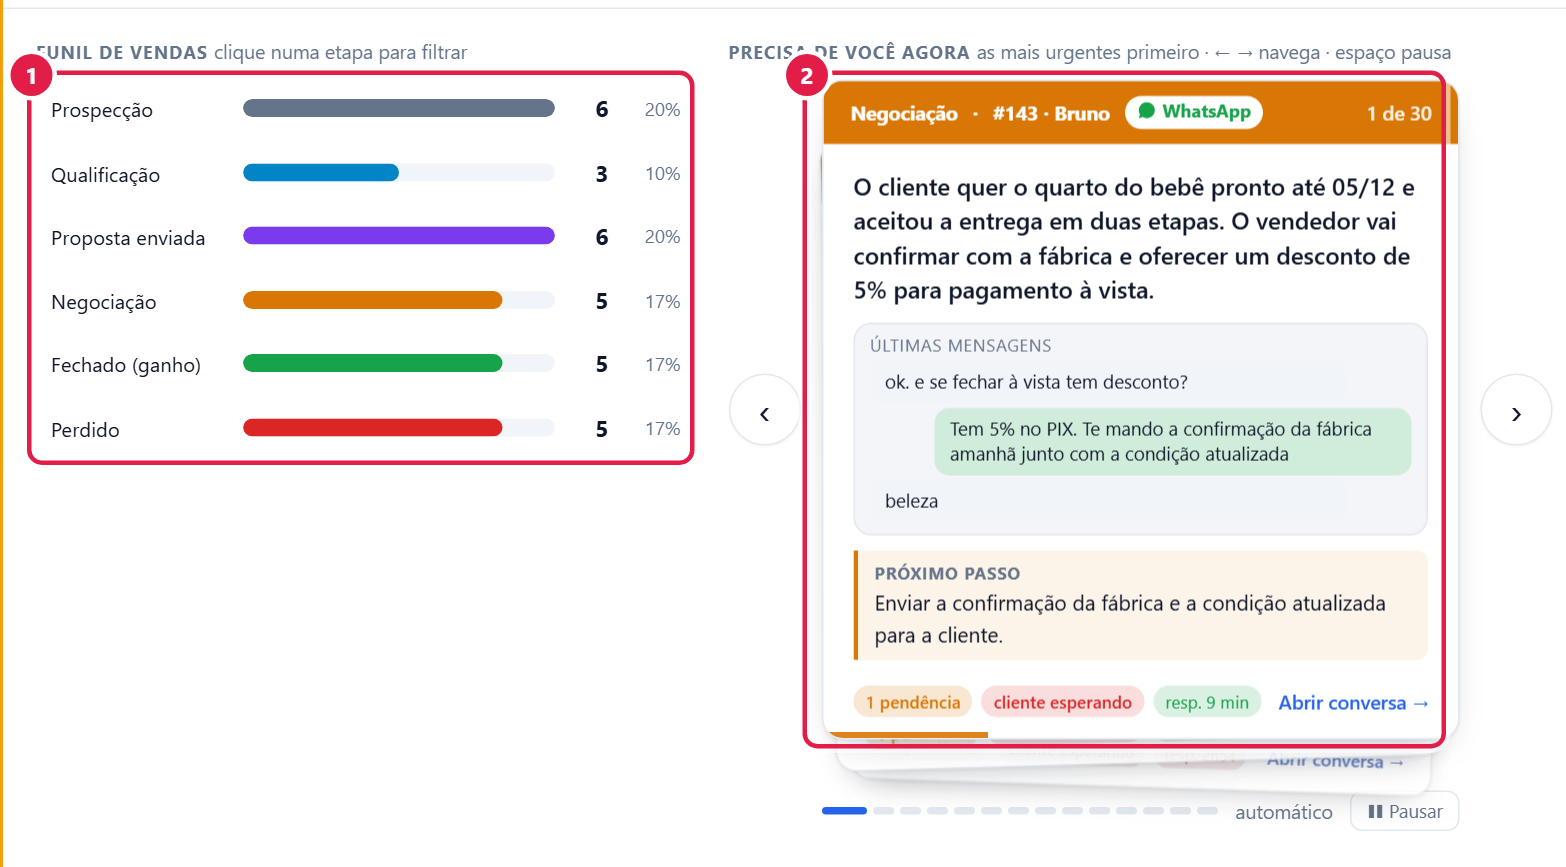 FUNIL DE VENDAS clique numa etapa para filtrar
1
Prospecção 6 20%
Qualificação 3 10%
Proposta enviada 6 20%
Negociação 5 17%
Fechado (ganho) 5 17%
Perdido 5 17%
PRECISA DE VOCÊ AGORA as mais urgentes primeiro · ← → navega · espaço pausa
2
Negociação · #143 · Bruno WhatsApp 1 de 30
O cliente quer o quarto do bebê pronto até 05/12 e
aceitou a entrega em duas etapas. O vendedor vai
confirmar com a fábrica e oferecer um desconto de
5% para pagamento à vista.
ÚLTIMAS MENSAGENS
ok. e se fechar à vista tem desconto?
Tem 5% no PIX. Te mando a confirmação da fábrica
amanhã junto com a condição atualizada
beleza
‹
›
PRÓXIMO PASSO
Enviar a confirmação da fábrica e a condição atualizada
para a cliente.
1 pendência cliente esperando resp. 9 min Abrir conversa →
Abrir conversa →
automático Pausar